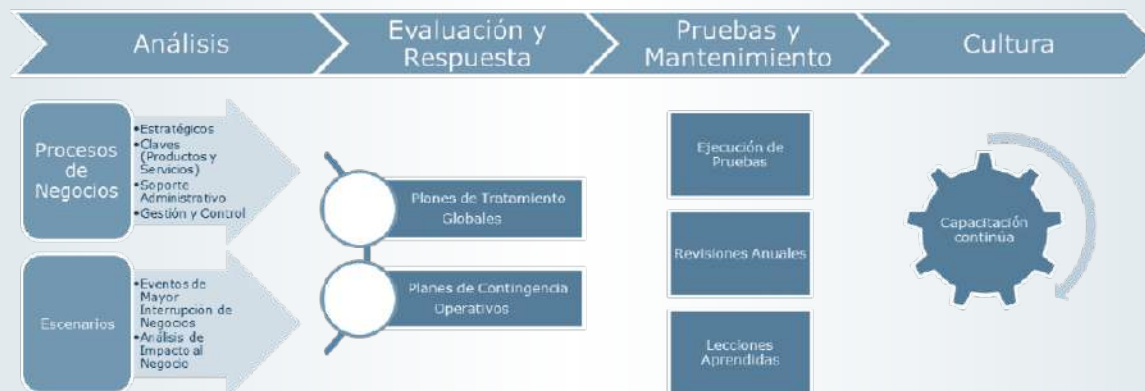 Análisis
Evaluación y
Respuesta
Pruebas y
Mantenimiento
Cultura
Procesos
de
Negocios
•Estratégicos
•Claves
(Productos y
Servicios)
•Soporte
Administrativo
•Gestión y Control
Escenarios
•Eventos de
Mayor
Interrupción de
Negocios
•Análisis de
Impacto al
Negocio
Planes de Tratamiento
Globales
Planes de Contingencia
Operativos
Ejecución de
Pruebas
Revisiones Anuales
Lecciones
Aprendidas
Capacitación
continúa